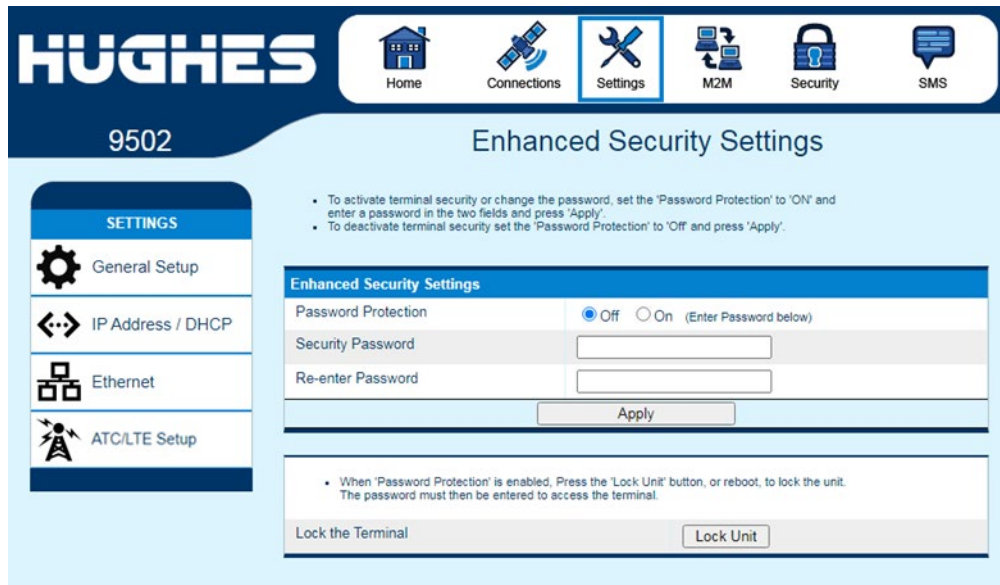 HUGHES
Home
Connections
Settings
M2M
Security
SMS
9502
Enhanced Security Settings
SETTINGS
General Setup
IP Address / DHCP
Ethernet
ATC/LTE Setup
To activate terminal security or change the password, set the 'Password Protection' to 'ON' and
enter a password in the two fields and press 'Apply'.
To deactivate terminal security set the 'Password Protection' to 'Off' and press 'Apply'.
Enhanced Security Settings
Password Protection Off On (Enter Password below)
Security Password
Re-enter Password
Apply
When 'Password Protection' is enabled, Press the 'Lock Unit' button, or reboot, to lock the unit.
The password must then be entered to access the terminal.
Lock the Terminal Lock Unit